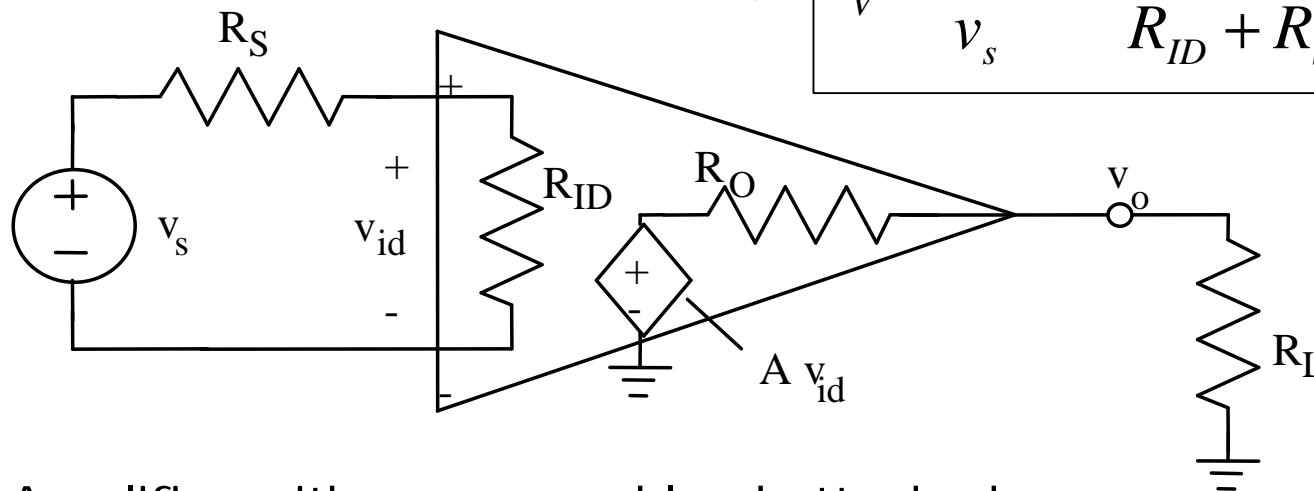 R_S
V
v_s
R_ID + R
+
+
R_ID
R_O
v_o
+
v_s
v_id
−
+
-
-
R_L
A v_id
-